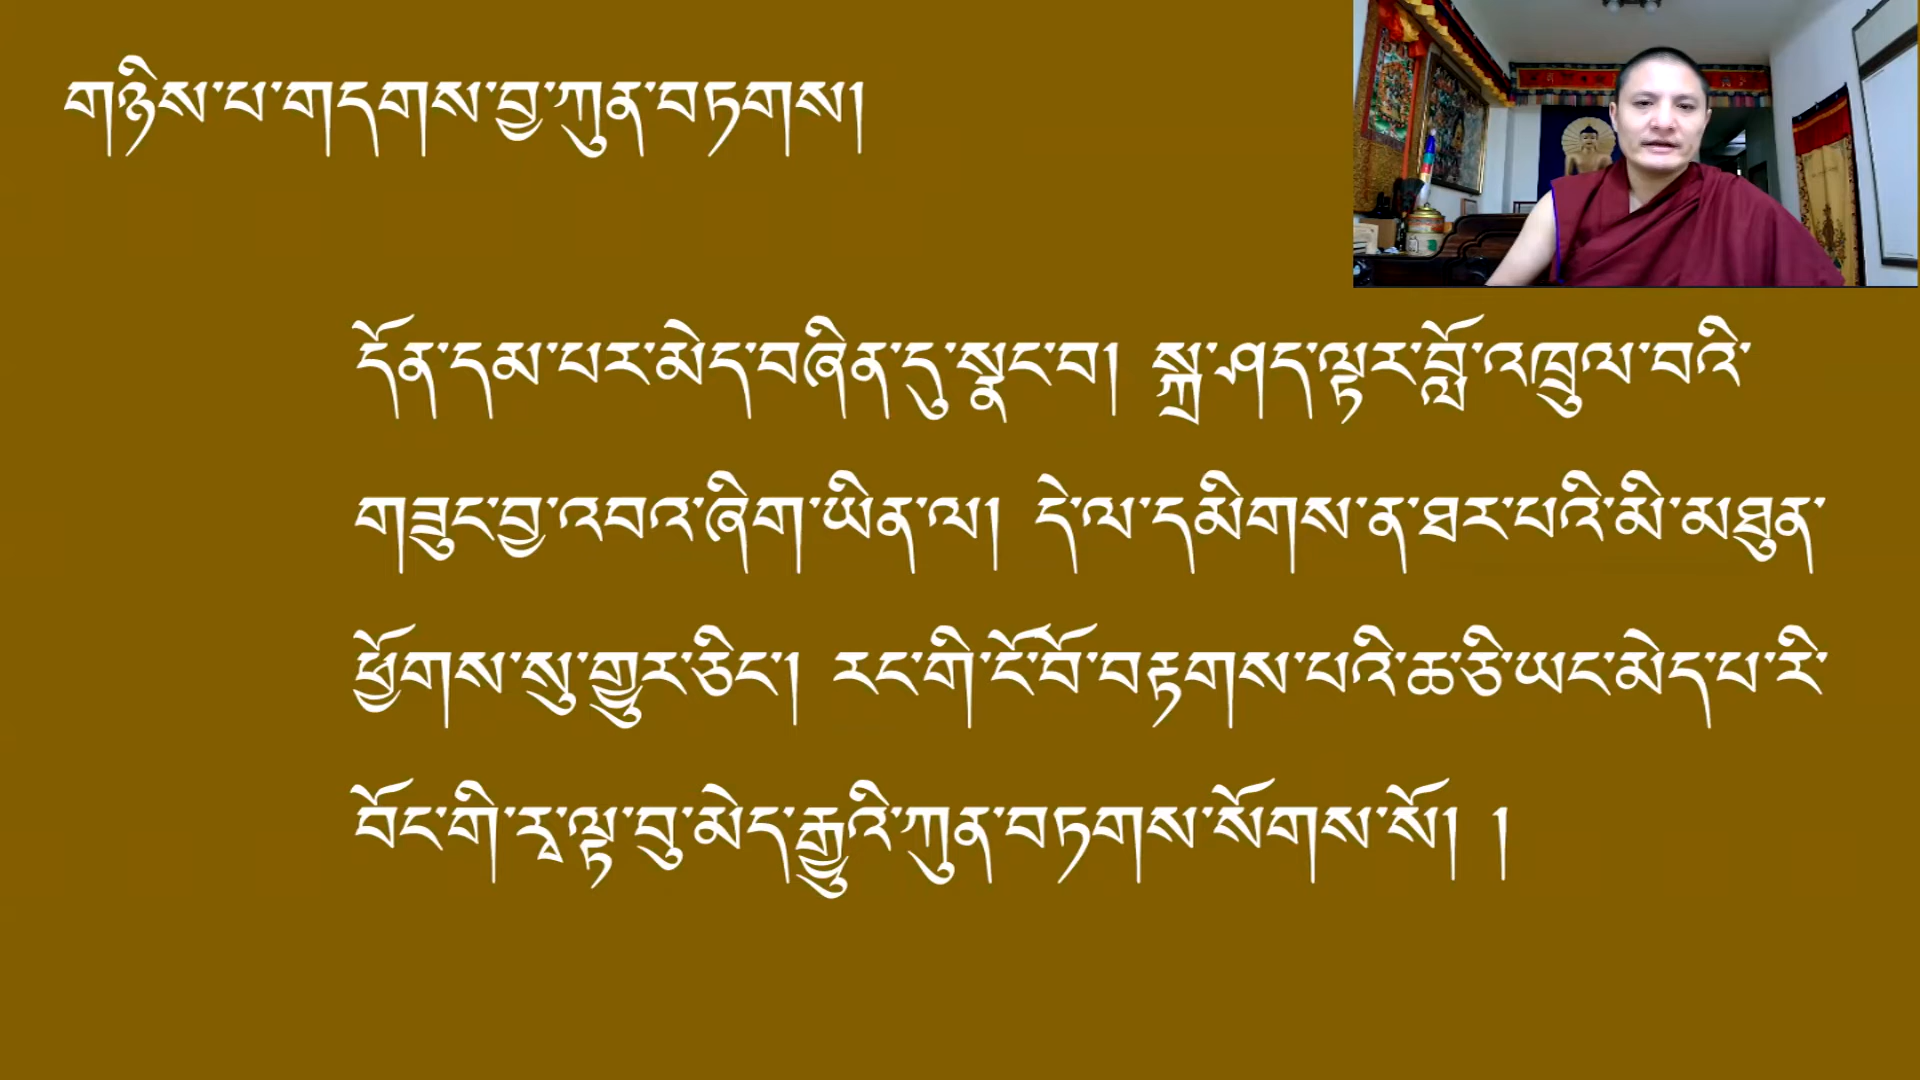 གཉིས་པ་གདགས་བྱ་ཀུན་བཏགས།
དོན་དམ་པར་མེད་བཞིན་དུ་སྣང་བ། སྐྲ་ཤད་ལྟར་བློ་འཁྲུལ་བའི་
གཟུང་བྱ་འབའ་ཞིག་ཡིན་ལ། དེ་ལ་དམིགས་ན་ཐར་པའི་མི་མཐུན་
ཕྱོགས་སུ་གྱུར་ཅིང་། རང་གི་ངོ་བོ་བརྟགས་པའི་ཆ་ཅི་ཡང་མེད་པ་རི་
བོང་གི་རྭ་ལྟ་བུ་མེད་རྒྱུའི་ཀུན་བཏགས་སོགས་སོ། །